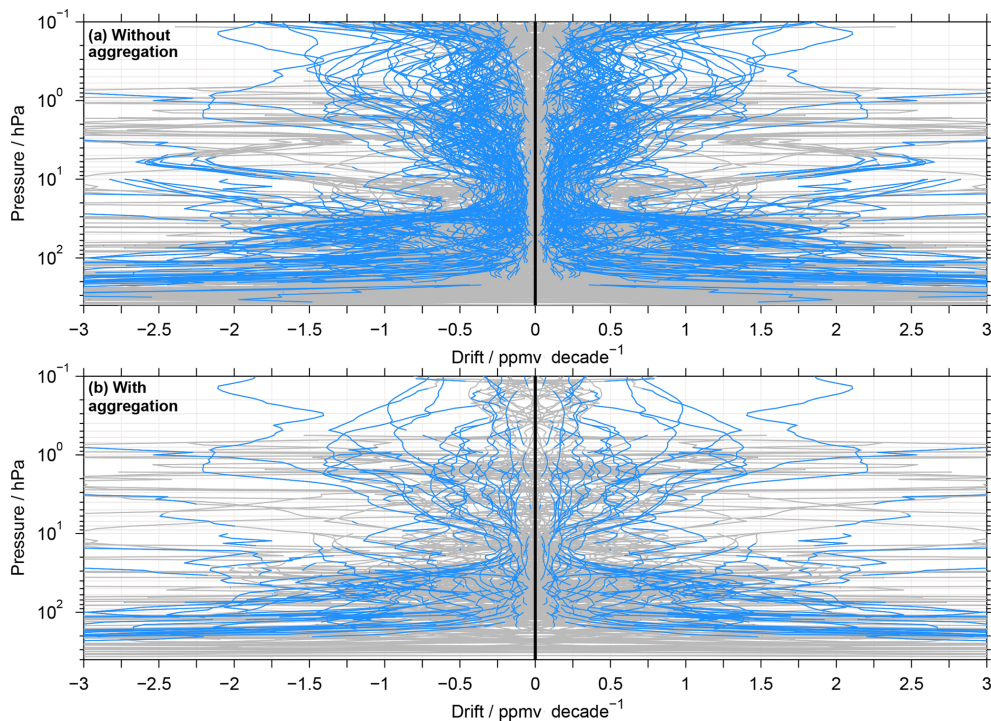 (a) Without
aggregation
Pressure / hPa
10⁻¹
10⁰
10¹
10²
−3 −2.5 −2 −1.5 −1 −0.5 0 0.5 1 1.5 2 2.5 3
Drift / ppmv decade⁻¹
(b) With
aggregation
Pressure / hPa
10⁻¹
10⁰
10¹
10²
−3 −2.5 −2 −1.5 −1 −0.5 0 0.5 1 1.5 2 2.5 3
Drift / ppmv decade⁻¹